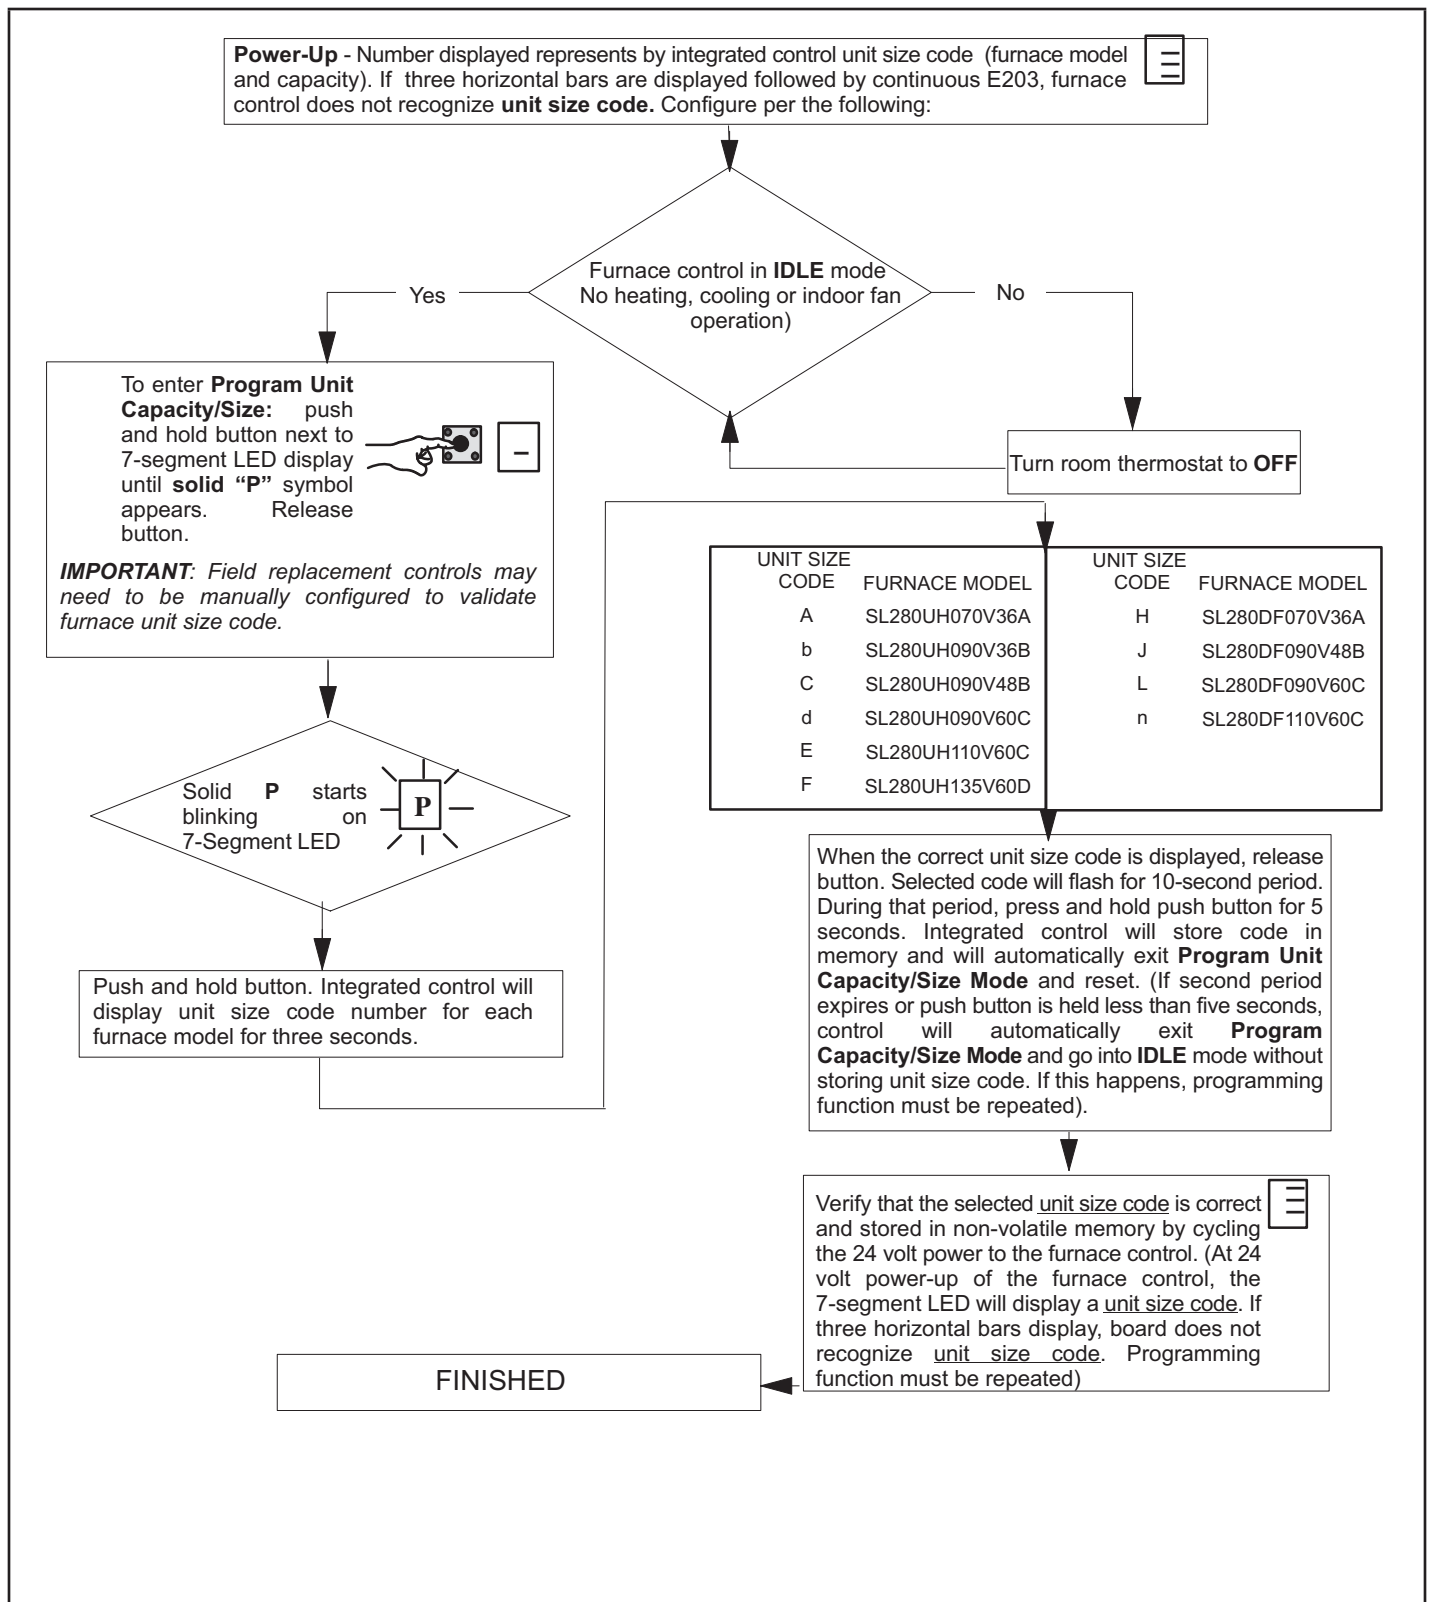 Power-Up - Number displayed represents by integrated control unit size code (furnace model
and capacity). If three horizontal bars are displayed followed by continuous E203, furnace
control does not recognize unit size code. Configure per the following:
Furnace control in IDLE mode
No heating, cooling or indoor fan
operation)
Yes
No
To enter Program Unit
Capacity/Size: push
and hold button next to
7-segment LED display
until solid “P” symbol
appears. Release
button.
IMPORTANT: Field replacement controls may
need to be manually configured to validate
furnace unit size code.
Turn room thermostat to OFF
Solid P starts
blinking on
7-Segment LED
P
Push and hold button. Integrated control will
display unit size code number for each
furnace model for three seconds.
UNIT SIZE
CODE FURNACE MODEL
A SL280UH070V36A
b SL280UH090V36B
C SL280UH090V48B
d SL280UH090V60C
E SL280UH110V60C
F SL280UH135V60D
UNIT SIZE
CODE FURNACE MODEL
H SL280DF070V36A
J SL280DF090V48B
L SL280DF090V60C
n SL280DF110V60C
When the correct unit size code is displayed, release
button. Selected code will flash for 10-second period.
During that period, press and hold push button for 5
seconds. Integrated control will store code in
memory and will automatically exit Program Unit
Capacity/Size Mode and reset. (If second period
expires or push button is held less than five seconds,
control will automatically exit Program
Capacity/Size Mode and go into IDLE mode without
storing unit size code. If this happens, programming
function must be repeated).
Verify that the selected unit size code is correct
and stored in non-volatile memory by cycling
the 24 volt power to the furnace control. (At 24
volt power-up of the furnace control, the
7-segment LED will display a unit size code. If
three horizontal bars display, board does not
recognize unit size code. Programming
function must be repeated)
FINISHED